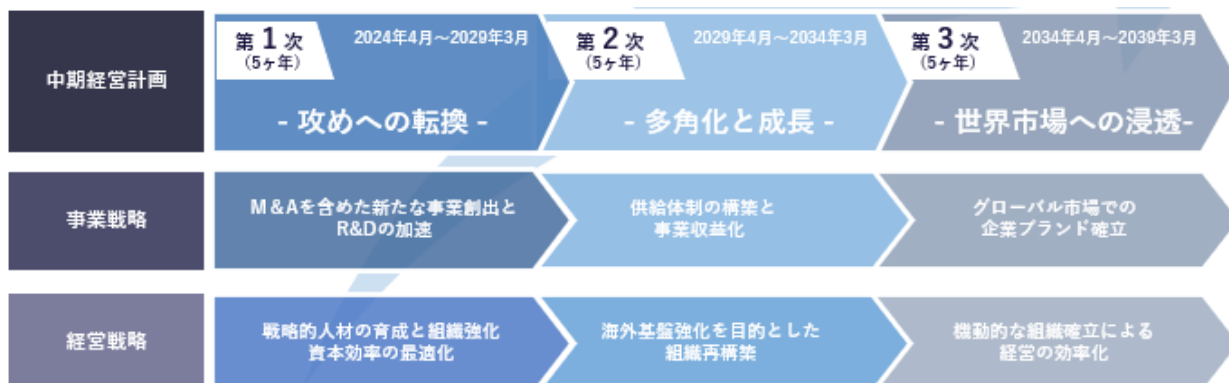 中期経営計画
第1次
(5ヶ年)
2024年4月～2029年3月
- 攻めへの転換 -
第2次
(5ヶ年)
2029年4月～2034年3月
- 多角化と成長 -
第3次
(5ヶ年)
2034年4月～2039年3月
- 世界市場への浸透-
事業戦略
M＆Aを含めた新たな事業創出と
R&Dの加速
供給体制の構築と
事業収益化
グローバル市場での
企業ブランド確立
経営戦略
戦略的人材の育成と組織強化
資本効率の最適化
海外基盤強化を目的とした
組織再構築
機動的な組織確立による
経営の効率化